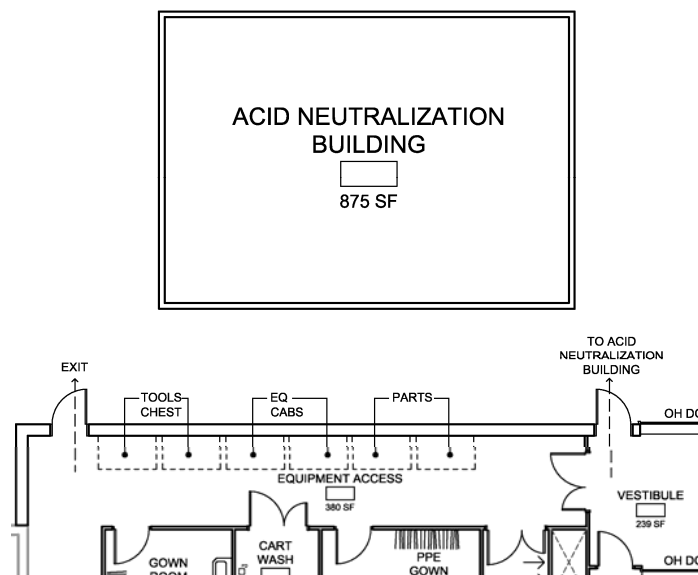 ACID NEUTRALIZATION
BUILDING
875 SF
EXIT
TO ACID
NEUTRALIZATION
BUILDING
TOOLS
CHEST
EQ
CABS
PARTS
OH DO
EQUIPMENT ACCESS
380 SF
VESTIBULE
239 SF
GOWN
ROOM
CART
WASH
PPE
GOWN
OH DO